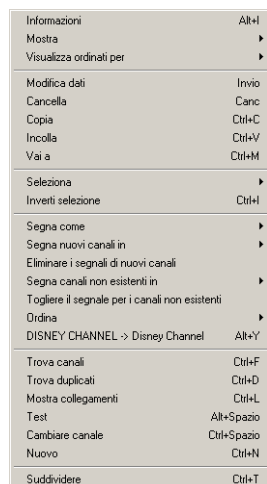 Informazioni Alt+I
Mostra
Visualizza ordinati per
Modifica dati Invio
Cancella Canc
Copia Ctrl+C
Incolla Ctrl+V
Vai a Ctrl+M
Seleziona
Inverti selezione Ctrl+I
Segna come
Segna nuovi canali in
Eliminare i segnali di nuovi canali
Segna canali non esistenti in
Togliere il segnale per i canali non esistenti
Ordina
DISNEY CHANNEL -> Disney Channel Alt+Y
Trova canali Ctrl+F
Trova duplicati Ctrl+D
Mostra collegamenti Ctrl+L
Test Alt+Spazio
Cambiare canale Ctrl+Spazio
Nuovo Ctrl+N
Suddividere Ctrl+T